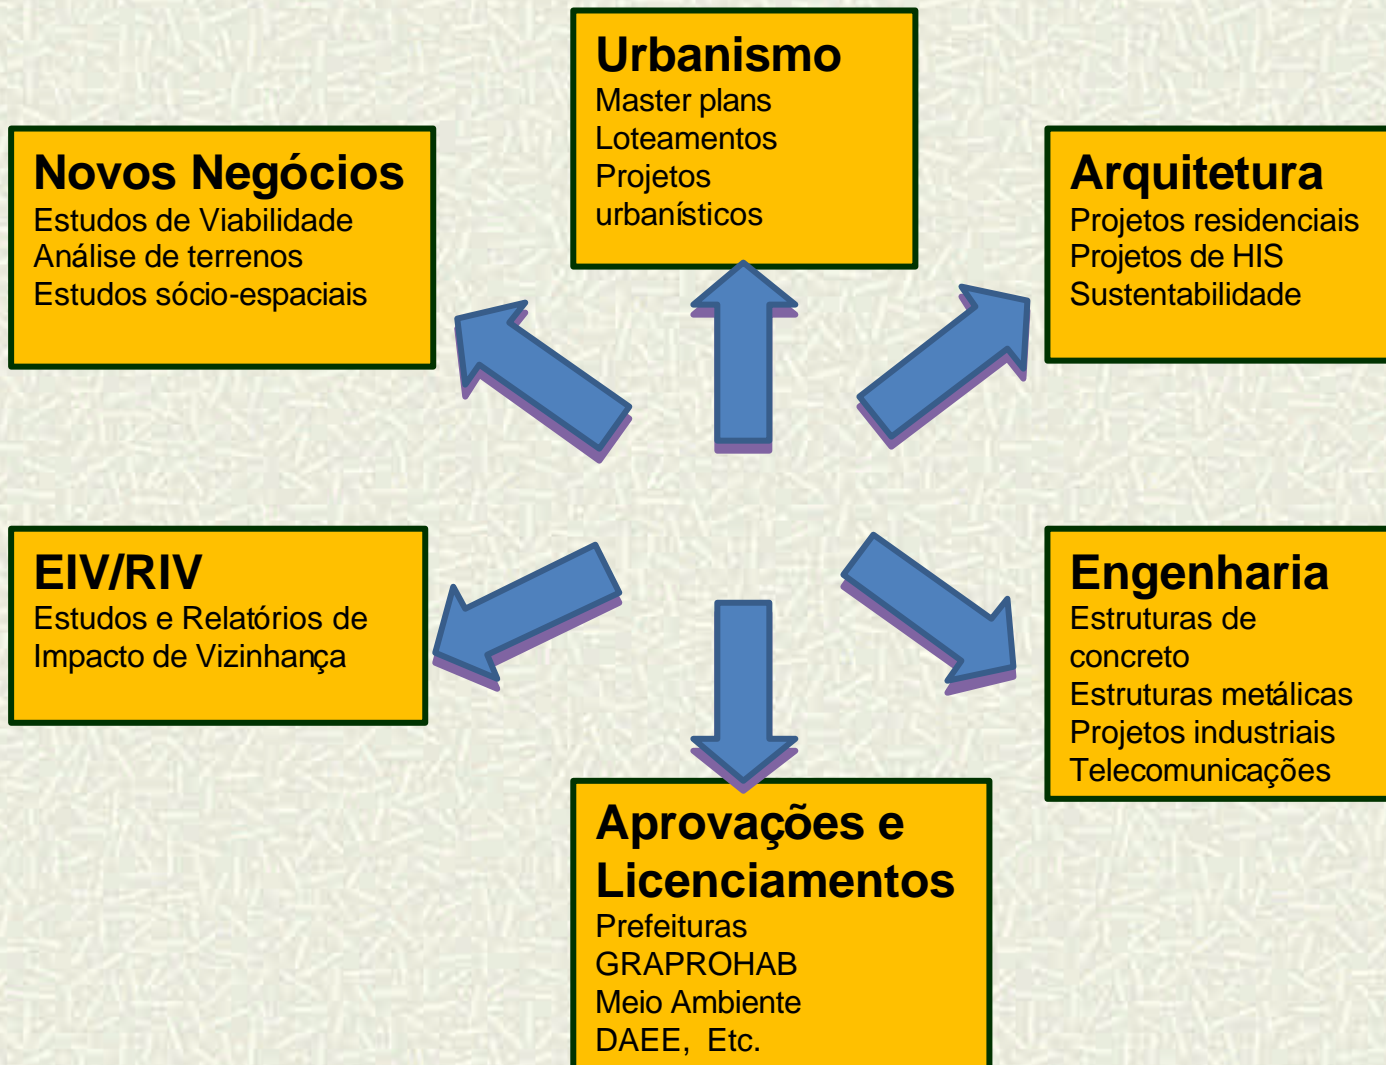 Urbanismo
Master plans
Loteamentos
Projetos
urbanísticos
Novos Negócios
Estudos de Viabilidade
Análise de terrenos
Estudos sócio-espaciais
Arquitetura
Projetos residenciais
Projetos de HIS
Sustentabilidade
EIV/RIV
Estudos e Relatórios de
Impacto de Vizinhança
Engenharia
Estruturas de
concreto
Estruturas metálicas
Projetos industriais
Telecomunicações
Aprovações e
Licenciamentos
Prefeituras
GRAPROHAB
Meio Ambiente
DAEE, Etc.